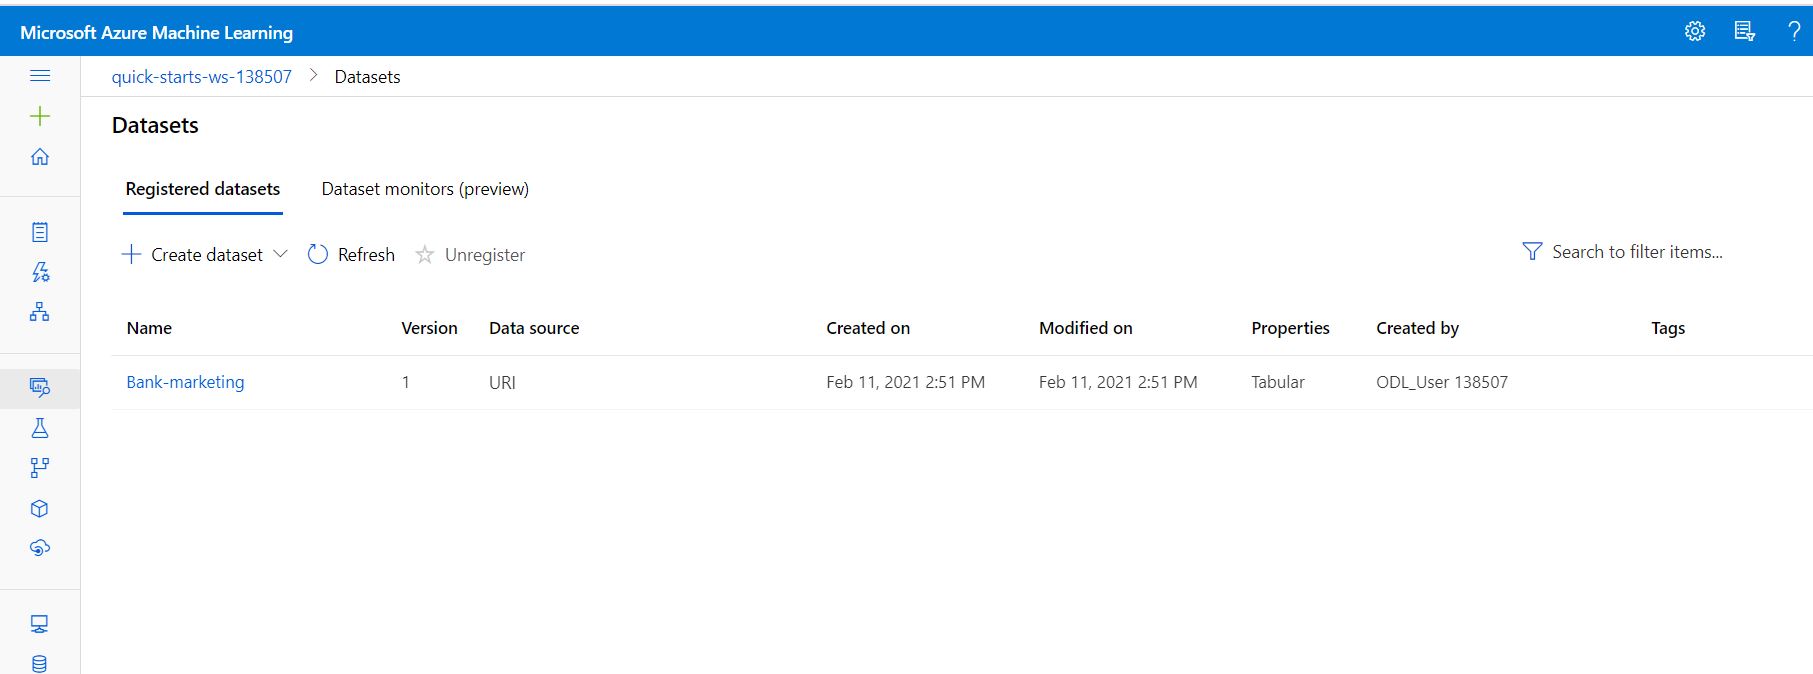 Microsoft Azure Machine Learning
quick-starts-ws-138507 > Datasets
Datasets
Registered datasets Dataset monitors (preview)
Create dataset Refresh Unregister Search to filter items...
Name Version Data source Created on Modified on Properties Created by Tags
Bank-marketing 1 URI Feb 11, 2021 2:51 PM Feb 11, 2021 2:51 PM Tabular ODL_User 138507